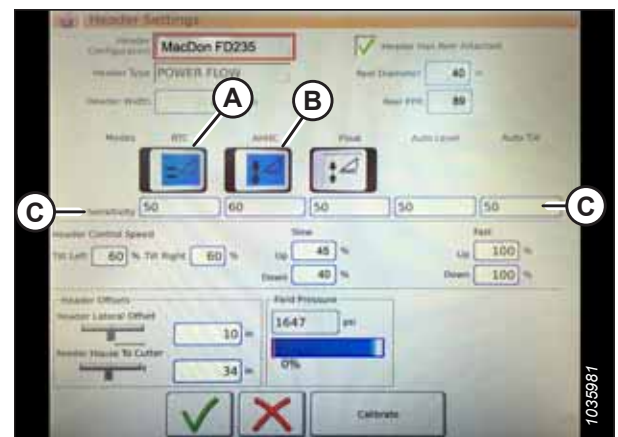 Header Settings
Header Configuration MacDon FD235 Header Has Reel Attached
Header Type POWER FLOW Reel Diameter 40 in
Header Width Reel PPR 89
A B
Modes RTC AHHC Float Auto Level Auto Tilt
C Sensitivity 50 60 50 50 50 C
Header Control Speed Slow Fast
Tilt Left 60 % Tilt Right 60 % Up 45 % Up 100 %
Down 40 % Down 100 %
Header Offsets Field Pressure
Header Lateral Offset 1647 psi
10 in
Feeder House To Cutter 0%
34 in
Calibrate
1035981